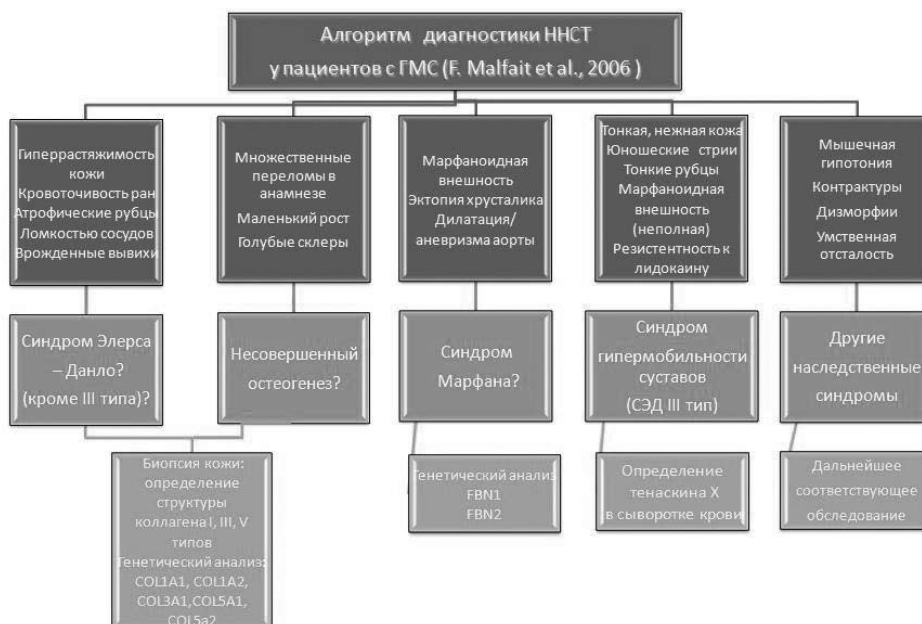 Алгоритм диагностики ННСТ
у пациентов с ГМС (F. Malfait et al., 2006 )
Гиперрастяжимость
кожи
Кровоточивость ран
Атрофические рубцы
Ломкостью сосудов
Врожденные вывихи
Множественные
переломы в
анамнезе
Маленький рост
Голубые склеры
Марфаноидная
внешность
Эктопия хрусталика
Дилатация/
аневризма аорты
Тонкая, нежная кожа
Юношеские стрии
Тонкие рубцы
Марфаноидная
внешность
(неполная)
Резистентность к
лидокаину
Мышечная
гипотония
Контрактуры
Дизморфии
Умственная
отсталость
Синдром Элерса
– Данло?
(кроме III типа)?
Несовершенный
остеогенез?
Синдром
Марфана?
Синдром
гипермобильности
суставов
(СЭД III тип)
Другие
наследственные
синдромы
Биопсия кожи:
определение
структуры
коллагена I, III, V
типов
Генетический анализ:
COL1A1, COL1A2,
COL3A1,COL5A1,
COL5a2
Генетический анализ
FBN1
FBN2
Определение
тенаскина X
в сыворотке крови
Дальнейшее
соответствующее
обследование